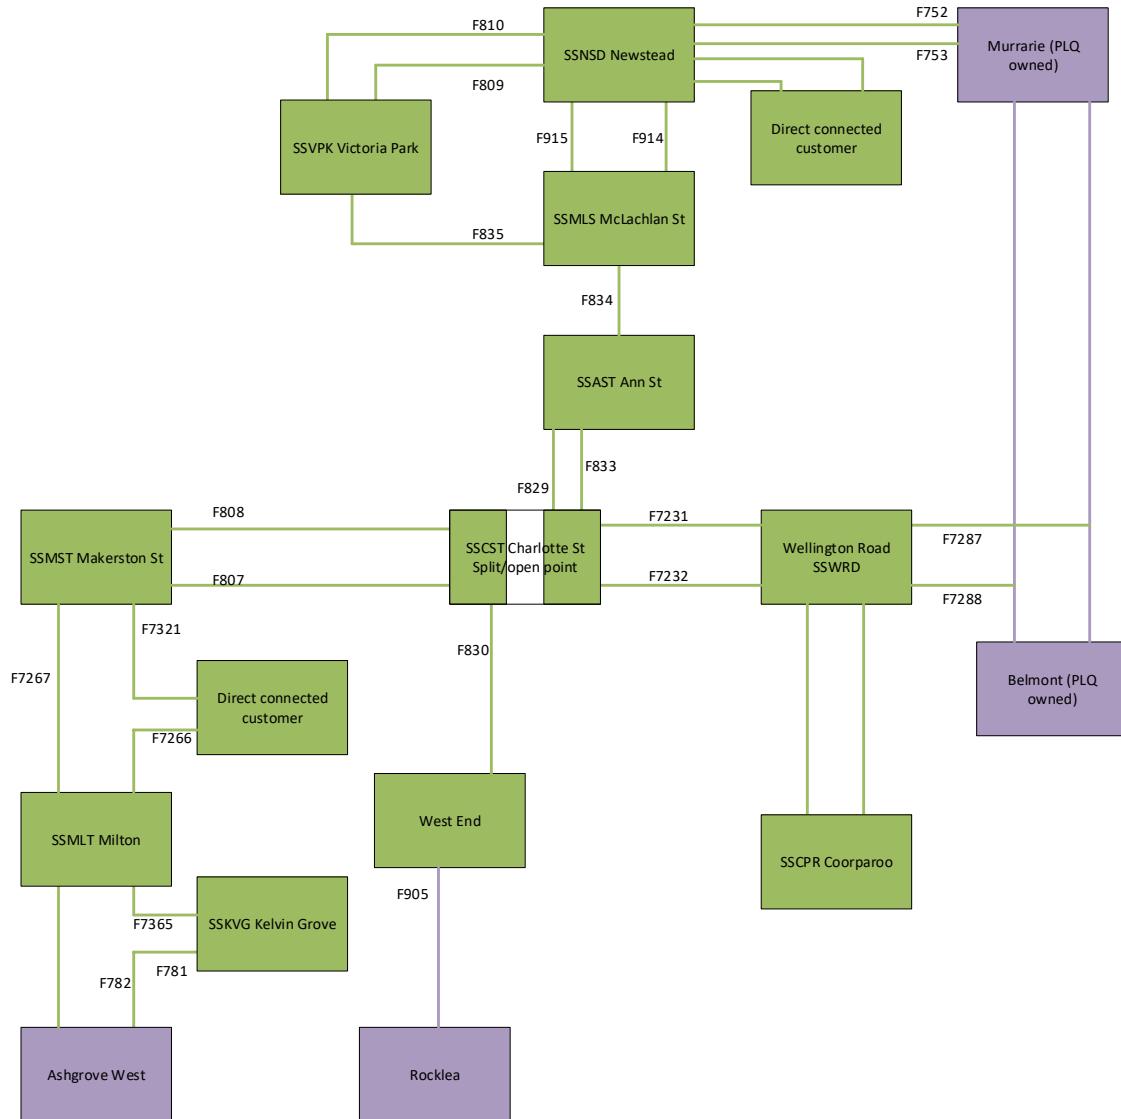 F752
F810
SSNSD Newstead
Murrarie (PLQ
owned)
F753
F809
Direct connected
customer
F915
F914
SSVPK Victoria Park
SSMLS McLachlan St
F835
F834
SSAST Ann St
F833
F829
F808
F7231
SSMST Makerston St
SSCST Charlotte St
Split/open point
Wellington Road
SSWRD
F7287
F807
F7232
F7288
F7321
F830
F7267
Direct connected
customer
Belmont (PLQ
owned)
F7266
SSMLT Milton
West End
SSCPR Coorparoo
F905
F7365
SSKVG Kelvin Grove
F781
F782
Ashgrove West
Rocklea